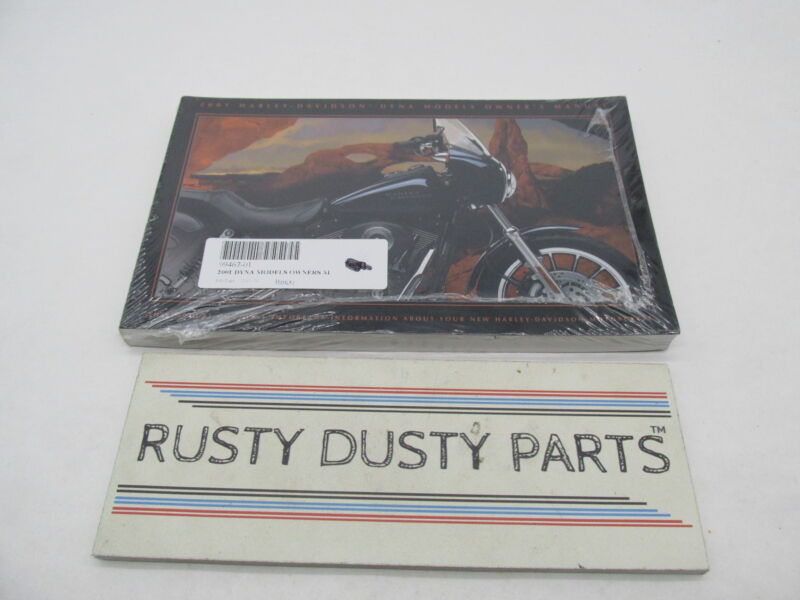 2001 HARLEY-DAVIDSON® DYNA MODELS OWNER'S
99467-01
2001 DYNA MODELS OWNERS M.
INFORMATION ABOUT YOUR NEW HARLEY-DAVIDSON
RUSTY DUSTY PARTS™